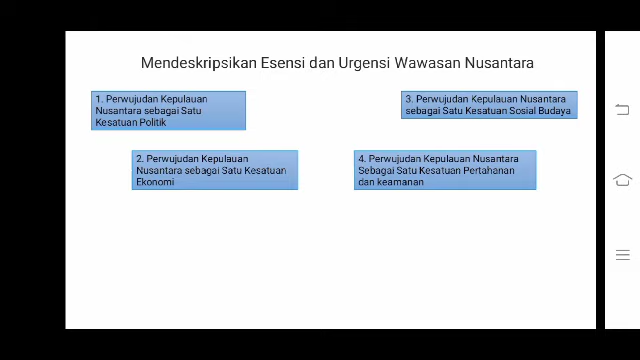 Mendeskripsikan Esensi dan Urgensi Wawasan Nusantara
1. Perwujudan Kepulauan
Nusantara sebagai Satu
Kesatuan Politik
2. Perwujudan Kepulauan
Nusantara sebagai Satu Kesatuan
Ekonomi
3. Perwujudan Kepulauan Nusantara
sebagai Satu Kesatuan Sosial Budaya
4. Perwujudan Kepulauan Nusantara
Sebagai Satu Kesatuan Pertahanan
dan keamanan